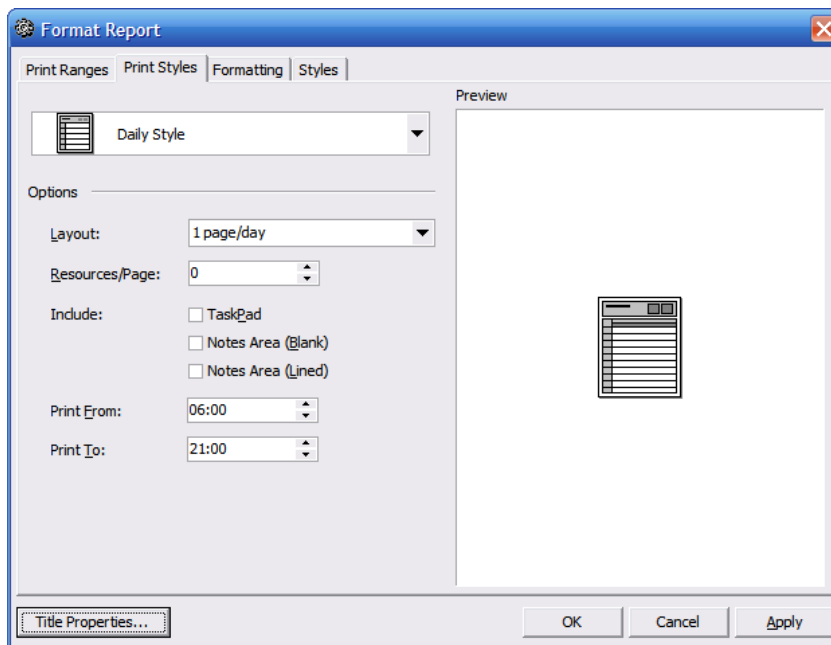 Format Report
Print Ranges Print Styles Formatting Styles
Preview
Daily Style
Options
Layout: 1 page/day
Resources/Page: 0
Include: TaskPad
Notes Area (Blank)
Notes Area (Lined)
Print From: 06:00
Print To: 21:00
Title Properties... OK Cancel Apply